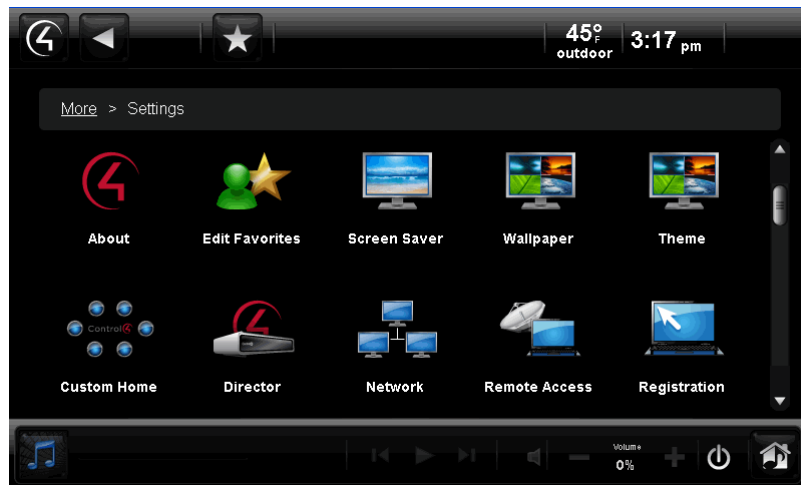 45°F
outdoor
3:17 pm
More > Settings
About
Edit Favorites
Screen Saver
Wallpaper
Theme
Control4
Custom Home
Director
Network
Remote Access
Registration
Volume
0%